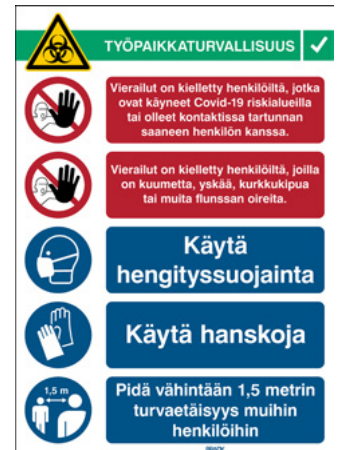 TYÖPAIKKATURVALLISUUS
Vierailut on kielletty henkilöiltä, jotka
ovat käyneet Covid-19 riskialueilla
tai olleet kontaktissa tartunnan
saaneen henkilön kanssa.
Vierailut on kielletty henkilöiltä, joilla
on kuumetta, yskää, kurkkukipua
tai muita flunssan oireita.
Käytä
hengityssuojainta
Käytä hanskoja
1,5 m
Pidä vähintään 1,5 metrin
turvaetäisyys muihin
henkilöihin